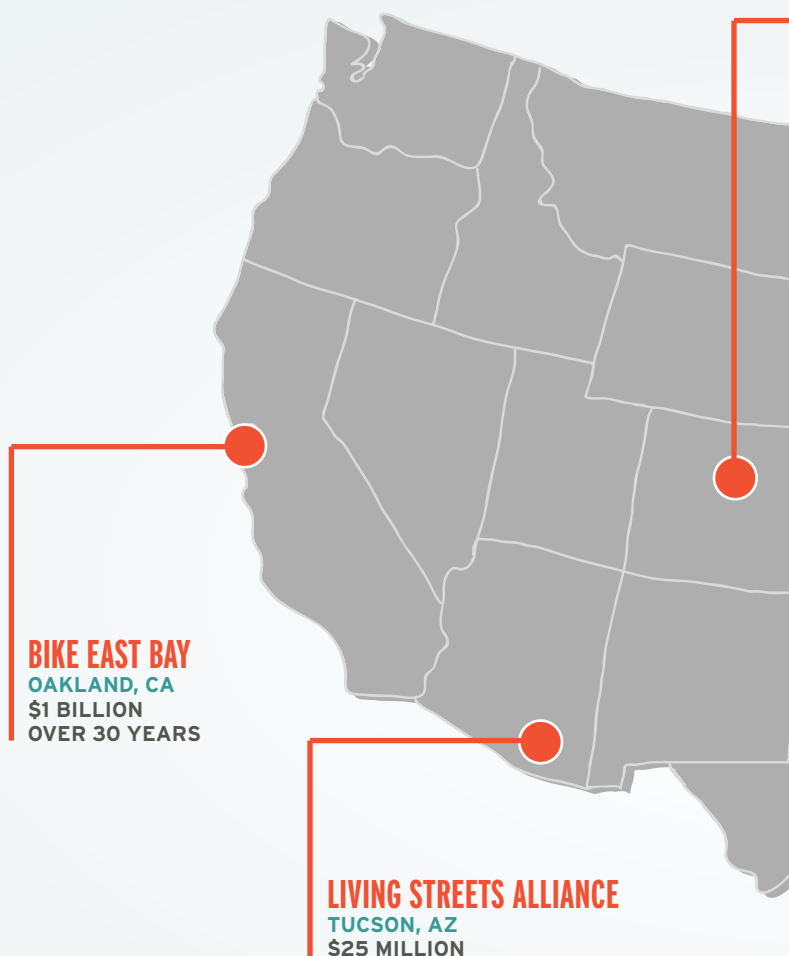 BIKE EAST BAY
OAKLAND, CA
$1 BILLION
OVER 30 YEARS
LIVING STREETS ALLIANCE
TUCSON, AZ
$25 MILLION